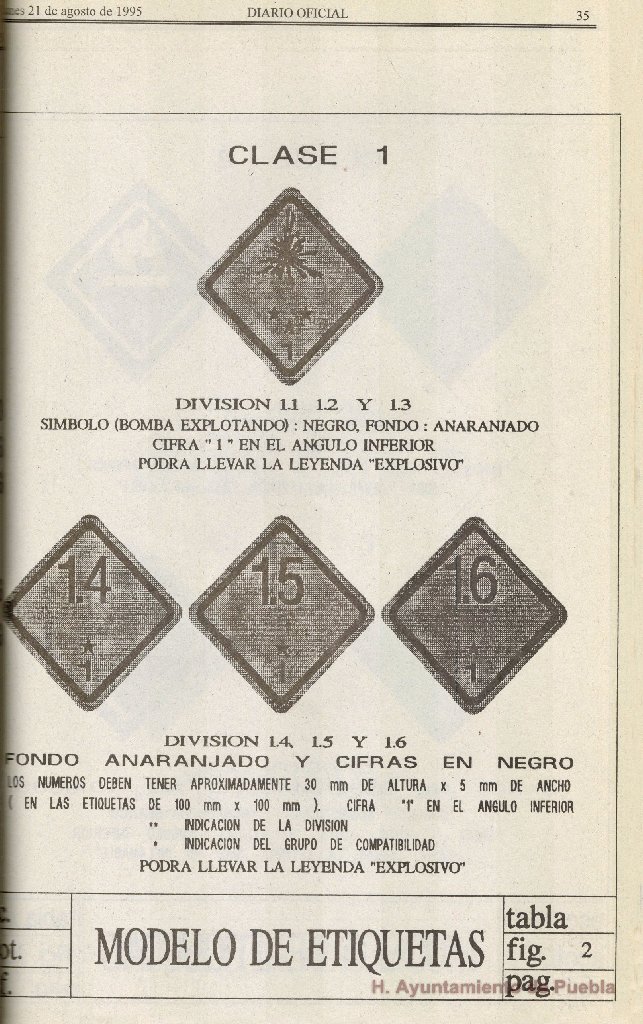 21 de agosto de 1995 DIARIO OFICIAL 35
CLASE 1
1
DIVISION 1.1 1.2 Y 1.3
SIMBOLO (BOMBA EXPLOTANDO) : NEGRO, FONDO : ANARANJADO
CIFRA " 1 " EN EL ANGULO INFERIOR
PODRA LLEVAR LA LEYENDA "EXPLOSIVO"
1.4 1.5 1.6
* * *
1 1 1
DIVISION 1.4, 1.5 Y 1.6
FONDO ANARANJADO Y CIFRAS EN NEGRO
LOS NUMEROS DEBEN TENER APROXIMADAMENTE 30 mm DE ALTURA x 5 mm DE ANCHO
( EN LAS ETIQUETAS DE 100 mm x 100 mm ). CIFRA "1" EN EL ANGULO INFERIOR
** INDICACION DE LA DIVISION
* INDICACION DEL GRUPO DE COMPATIBILIDAD
PODRA LLEVAR LA LEYENDA "EXPLOSIVO"
MODELO DE ETIQUETAS
tabla
fig. 2
pag.
H. Ayuntamiento de Puebla